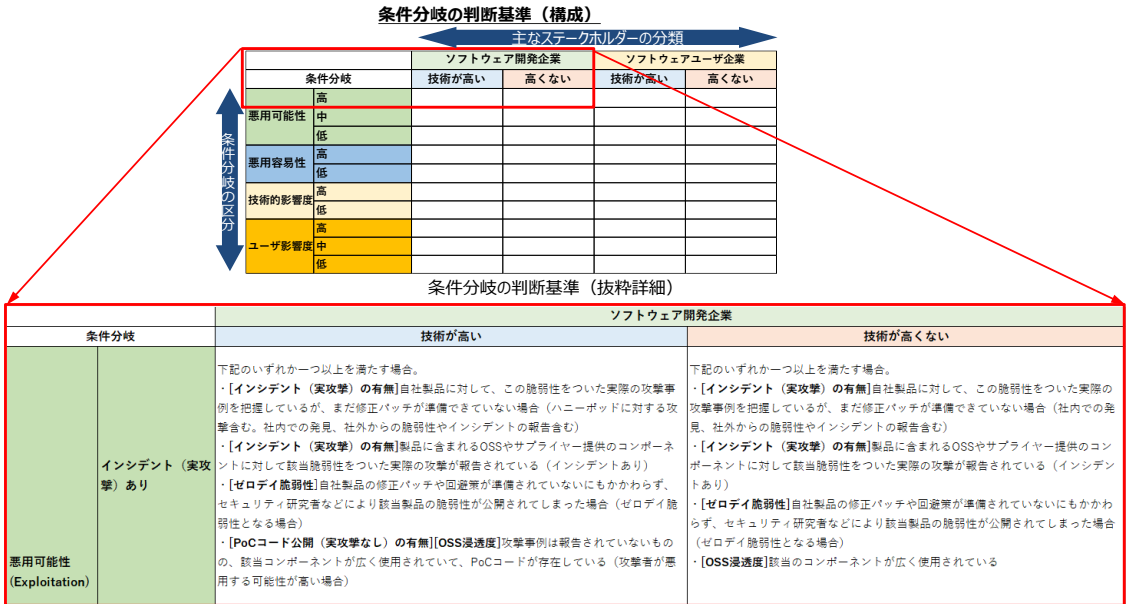 条件分岐の判断基準（構成）
主なステークホルダーの分類
ソフトウェア開発企業
ソフトウェアユーザ企業
条件分岐
技術が高い
高くない
技術が高い
高くない
条件分岐の区分
悪用可能性
高
中
低
悪用容易性
高
低
技術的影響度
高
低
ユーザ影響度
高
中
低
条件分岐の判断基準（抜粋詳細）
ソフトウェア開発企業
条件分岐
技術が高い
技術が高くない
悪用可能性
(Exploitation)
インシデント（実攻
撃）あり
下記のいずれか一つ以上を満たす場合。
・[インシデント（実攻撃）の有無]自社製品に対して、この脆弱性をついた実際の攻撃事
例を把握しているが、まだ修正パッチが準備できていない場合（ハニーポッドに対する攻
撃含む。社内での発見、社外からの脆弱性やインシデントの報告含む）
・[インシデント（実攻撃）の有無]製品に含まれるOSSやサプライヤー提供のコンポーネ
ントに対して該当脆弱性をついた実際の攻撃が報告されている（インシデントあり）
・[ゼロデイ脆弱性]自社製品の修正パッチや回避策が準備されていないにもかかわらず、
セキュリティ研究者などにより該当製品の脆弱性が公開されてしまった場合（ゼロデイ脆
弱性となる場合）
・[PoCコード公開（実攻撃なし）の有無][OSS浸透度]攻撃事例は報告されていないもの
の、該当コンポーネントが広く使用されていて、PoCコードが存在している（攻撃者が悪
用する可能性が高い場合）
下記のいずれか一つ以上を満たす場合。
・[インシデント（実攻撃）の有無]自社製品に対して、この脆弱性をついた実際の
攻撃事例を把握しているが、まだ修正パッチが準備できていない場合（社内での発
見、社外からの脆弱性やインシデントの報告含む）
・[インシデント（実攻撃）の有無]製品に含まれるOSSやサプライヤー提供のコン
ポーネントに対して該当脆弱性をついた実際の攻撃が報告されている（インシデン
トあり）
・[ゼロデイ脆弱性]自社製品の修正パッチや回避策が準備されていないにもかかわ
らず、セキュリティ研究者などにより該当製品の脆弱性が公開されてしまった場合
（ゼロデイ脆弱性となる場合）
・[OSS浸透度]該当のコンポーネントが広く使用されている